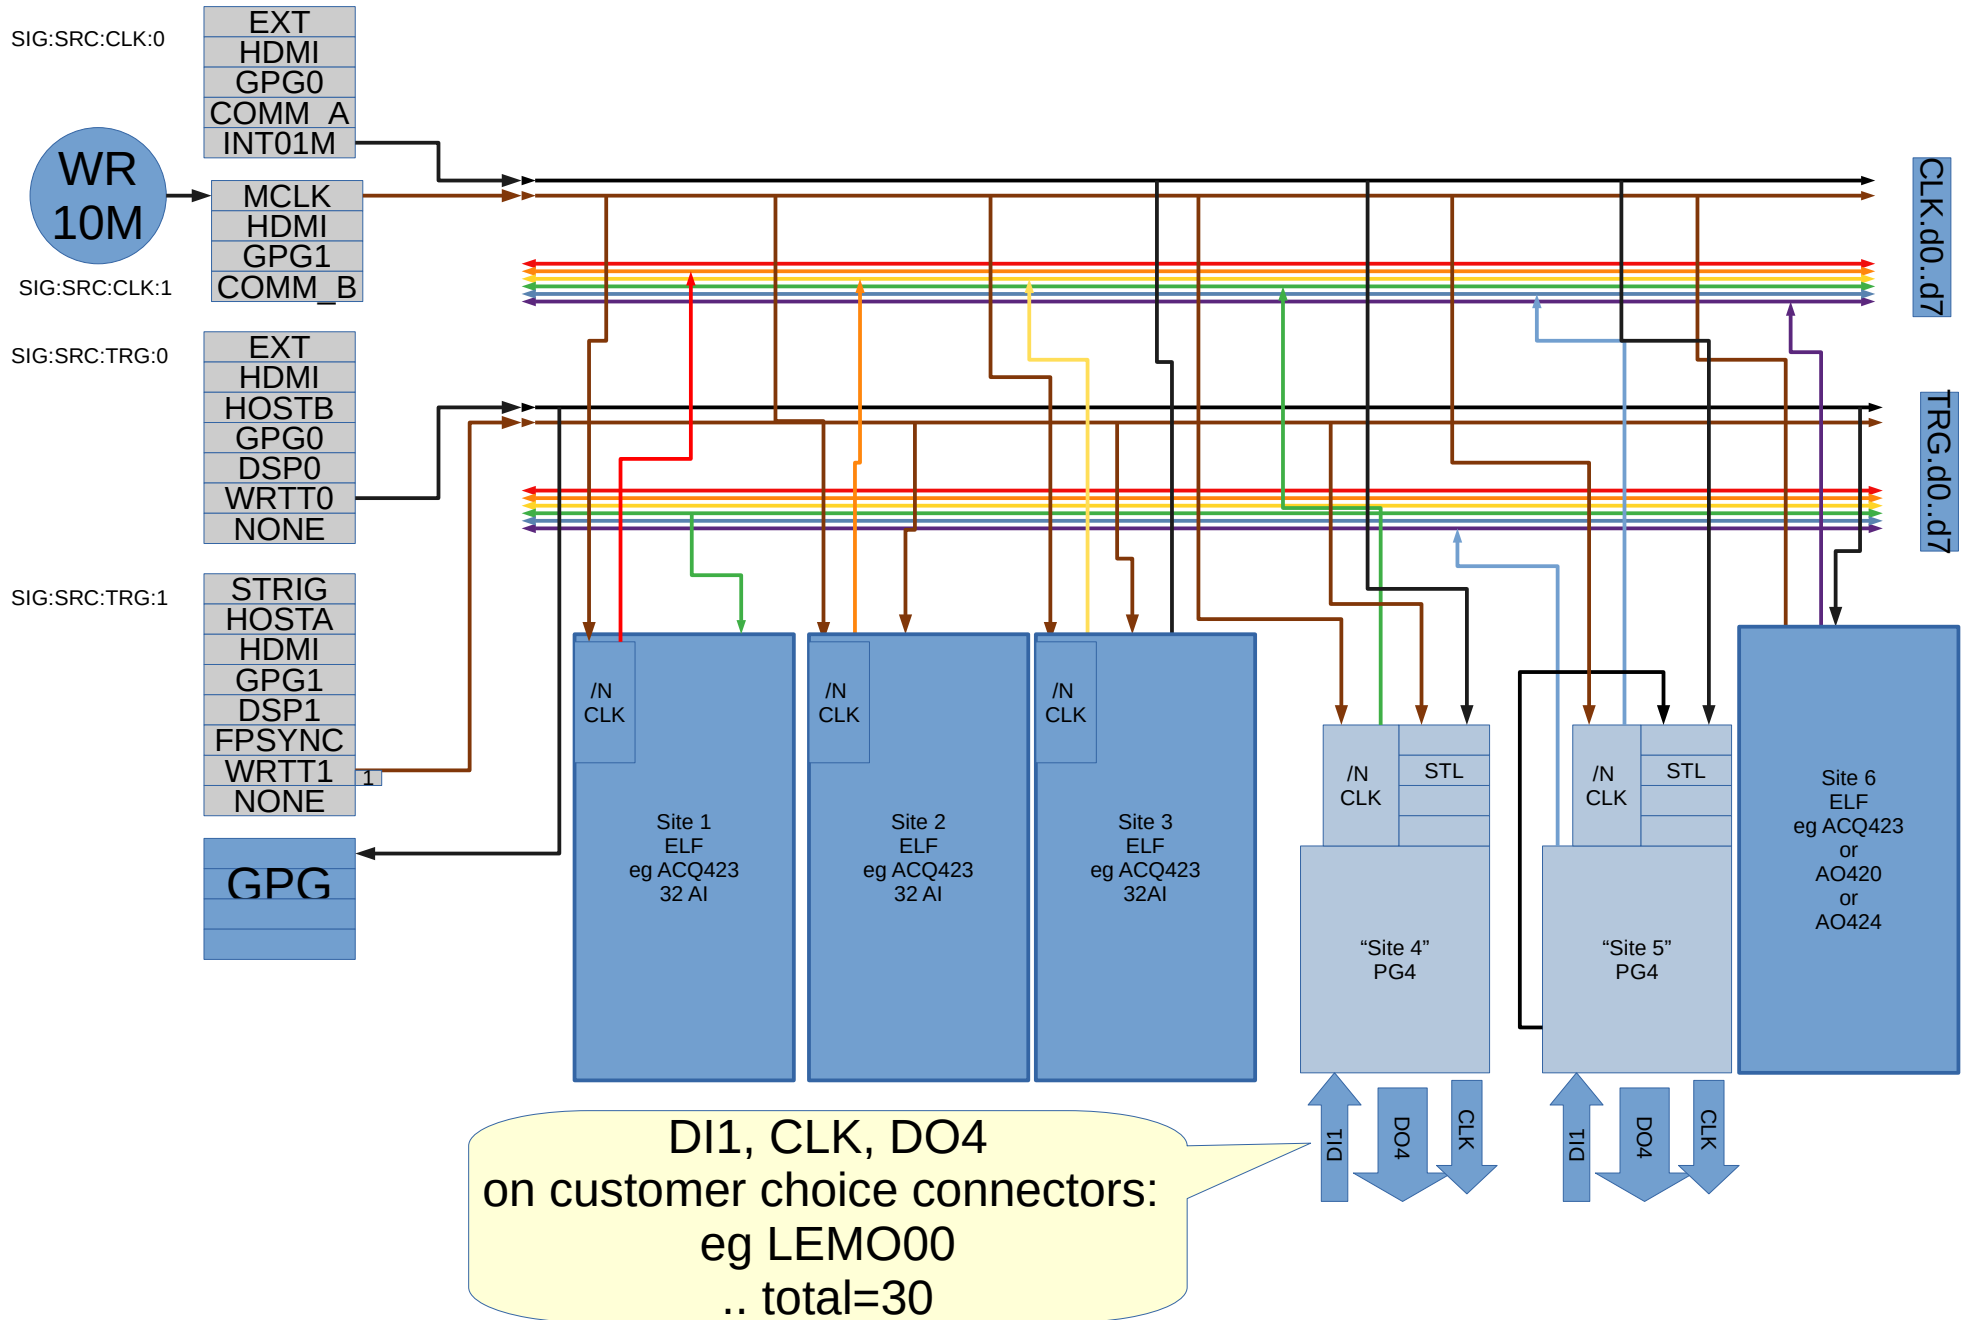 SIG:SRC:CLK:0
EXT
HDMI
GPG0
COMM_A
INT01M
WR
10M
MCLK
HDMI
GPG1
COMM_B
SIG:SRC:CLK:1
CLK.d0..d7
SIG:SRC:TRG:0
EXT
HDMI
HOSTB
GPG0
DSP0
WRTT0
NONE
TRG.d0..d7
SIG:SRC:TRG:1
STRIG
HOSTA
HDMI
GPG1
DSP1
FPSYNC
WRTT1
1
NONE
GPG
/N
CLK
Site 1
ELF
eg ACQ423
32 AI
/N
CLK
Site 2
ELF
eg ACQ423
32 AI
/N
CLK
Site 3
ELF
eg ACQ423
32AI
/N
CLK
STL
“Site 4”
PG4
/N
CLK
STL
“Site 5”
PG4
Site 6
ELF
eg ACQ423
or
AO420
or
AO424
DI1
DO4
CLK
DI1
DO4
CLK
DI1, CLK, DO4
on customer choice connectors:
eg LEMO00
.. total=30